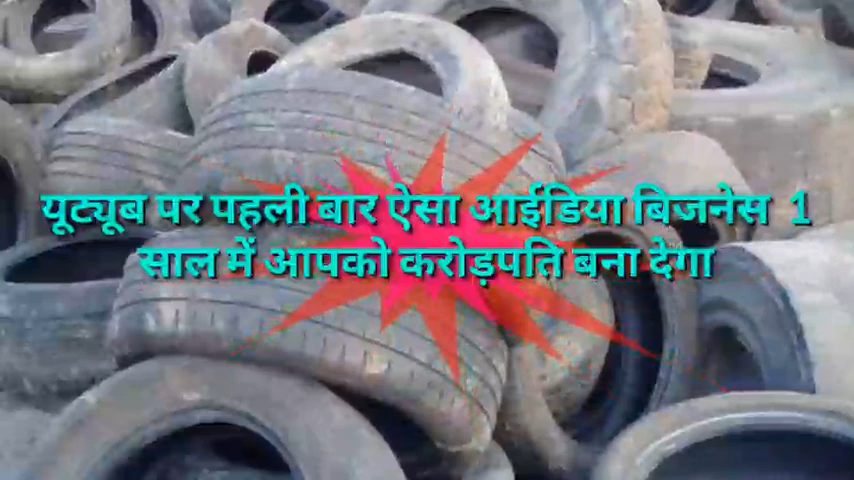 यूट्यूब पर पहली बार ऐसा आईडिया बिजनेस 1
साल में आपको करोड़पति बना देगा